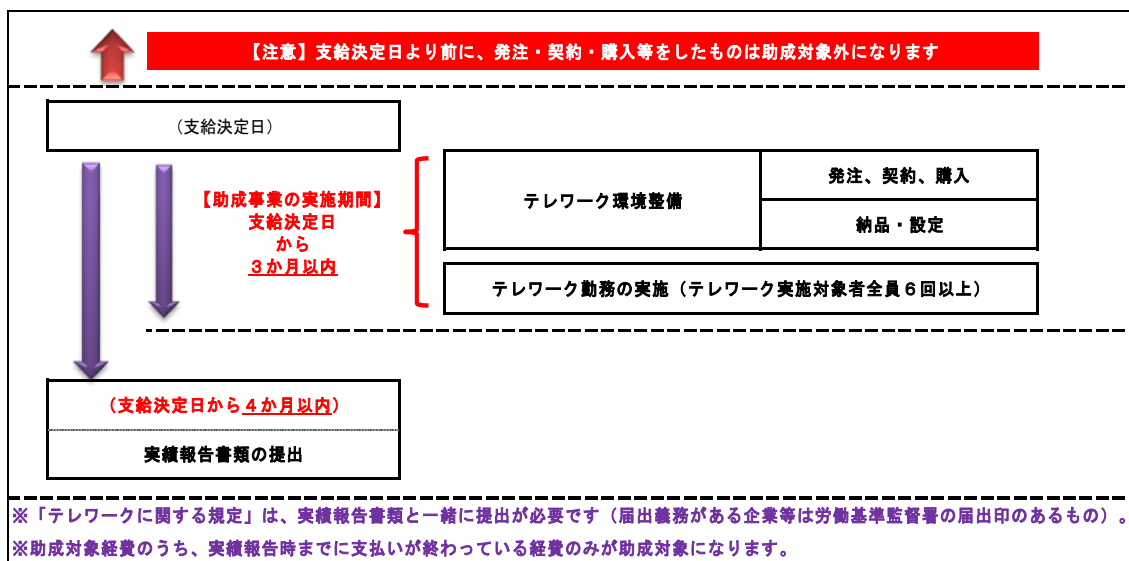 【注意】支給決定日より前に、発注・契約・購入等をしたものは助成対象外になります
(支給決定日)
【助成事業の実施期間】
支給決定日
から
３か月以内
テレワーク環境整備
発注、契約、購入
納品・設定
テレワーク勤務の実施（テレワーク実施対象者全員６回以上）
（支給決定日から４か月以内）
実績報告書類の提出
※「テレワークに関する規定」は、実績報告書類と一緒に提出が必要です（届出義務がある企業等は労働基準監督署の届出印のあるもの）。
※助成対象経費のうち、実績報告時までに支払いが終わっている経費のみが助成対象になります。